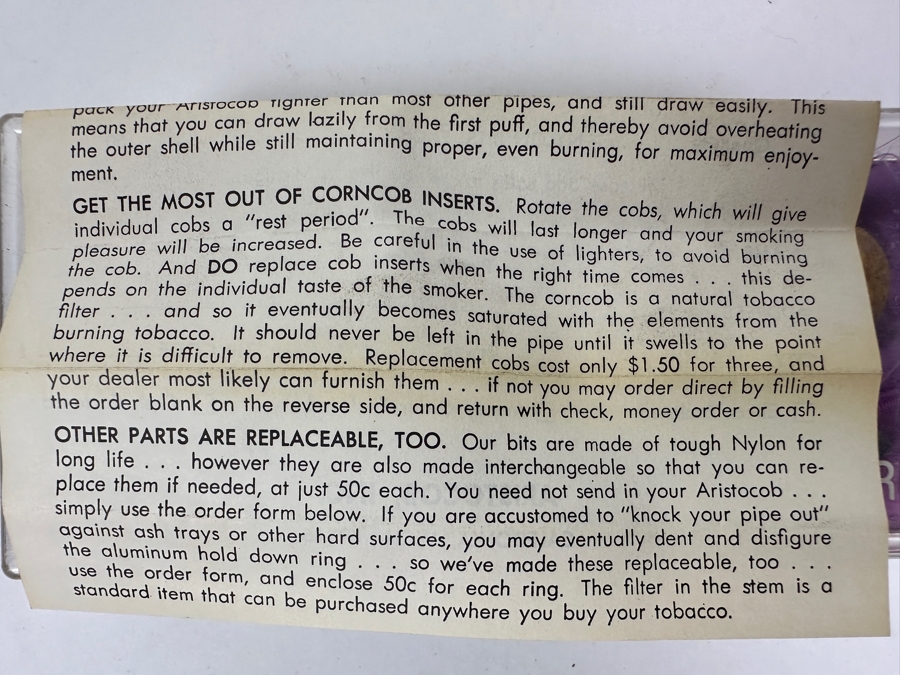 pack your Aristocob tighter than most other pipes, and still draw easily. This
means that you can draw lazily from the first puff, and thereby avoid overheating
the outer shell while still maintaining proper, even burning, for maximum enjoy-
ment.
GET THE MOST OUT OF CORNCOB INSERTS. Rotate the cobs, which will give
individual cobs a "rest period". The cobs will last longer and your smoking
pleasure will be increased. Be careful in the use of lighters, to avoid burning
the cob. And DO replace cob inserts when the right time comes . . . this de-
pends on the individual taste of the smoker. The corncob is a natural tobacco
filter . . . and so it eventually becomes saturated with the elements from the
burning tobacco. It should never be left in the pipe until it swells to the point
where it is difficult to remove. Replacement cobs cost only $1.50 for three, and
your dealer most likely can furnish them . . . if not you may order direct by filling
the order blank on the reverse side, and return with check, money order or cash.
OTHER PARTS ARE REPLACEABLE, TOO. Our bits are made of tough Nylon for
long life . . . however they are also made interchangeable so that you can re-
place them if needed, at just 50c each. You need not send in your Aristocob . . .
simply use the order form below. If you are accustomed to "knock your pipe out"
against ash trays or other hard surfaces, you may eventually dent and disfigure
the aluminum hold down ring . . . so we've made these replaceable, too . . .
use the order form, and enclose 50c for each ring. The filter in the stem is a
standard item that can be purchased anywhere you buy your tobacco.
R